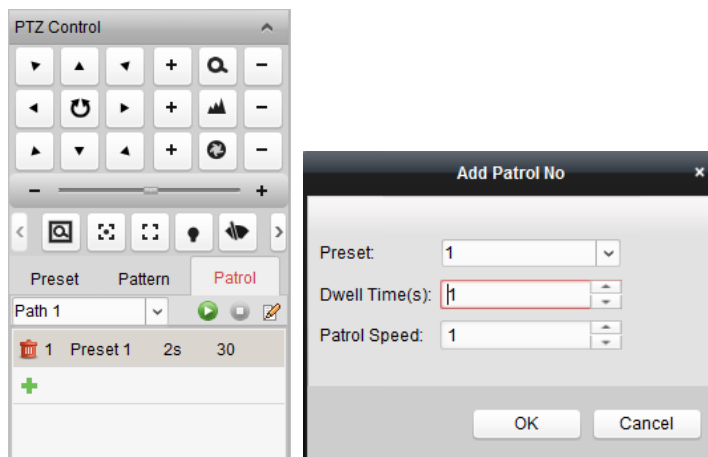 PTZ Control
Preset Pattern Patrol
Path 1
1 Preset 1 2s 30
Add Patrol No
Preset: 1
Dwell Time(s): 1
Patrol Speed: 1
OK Cancel